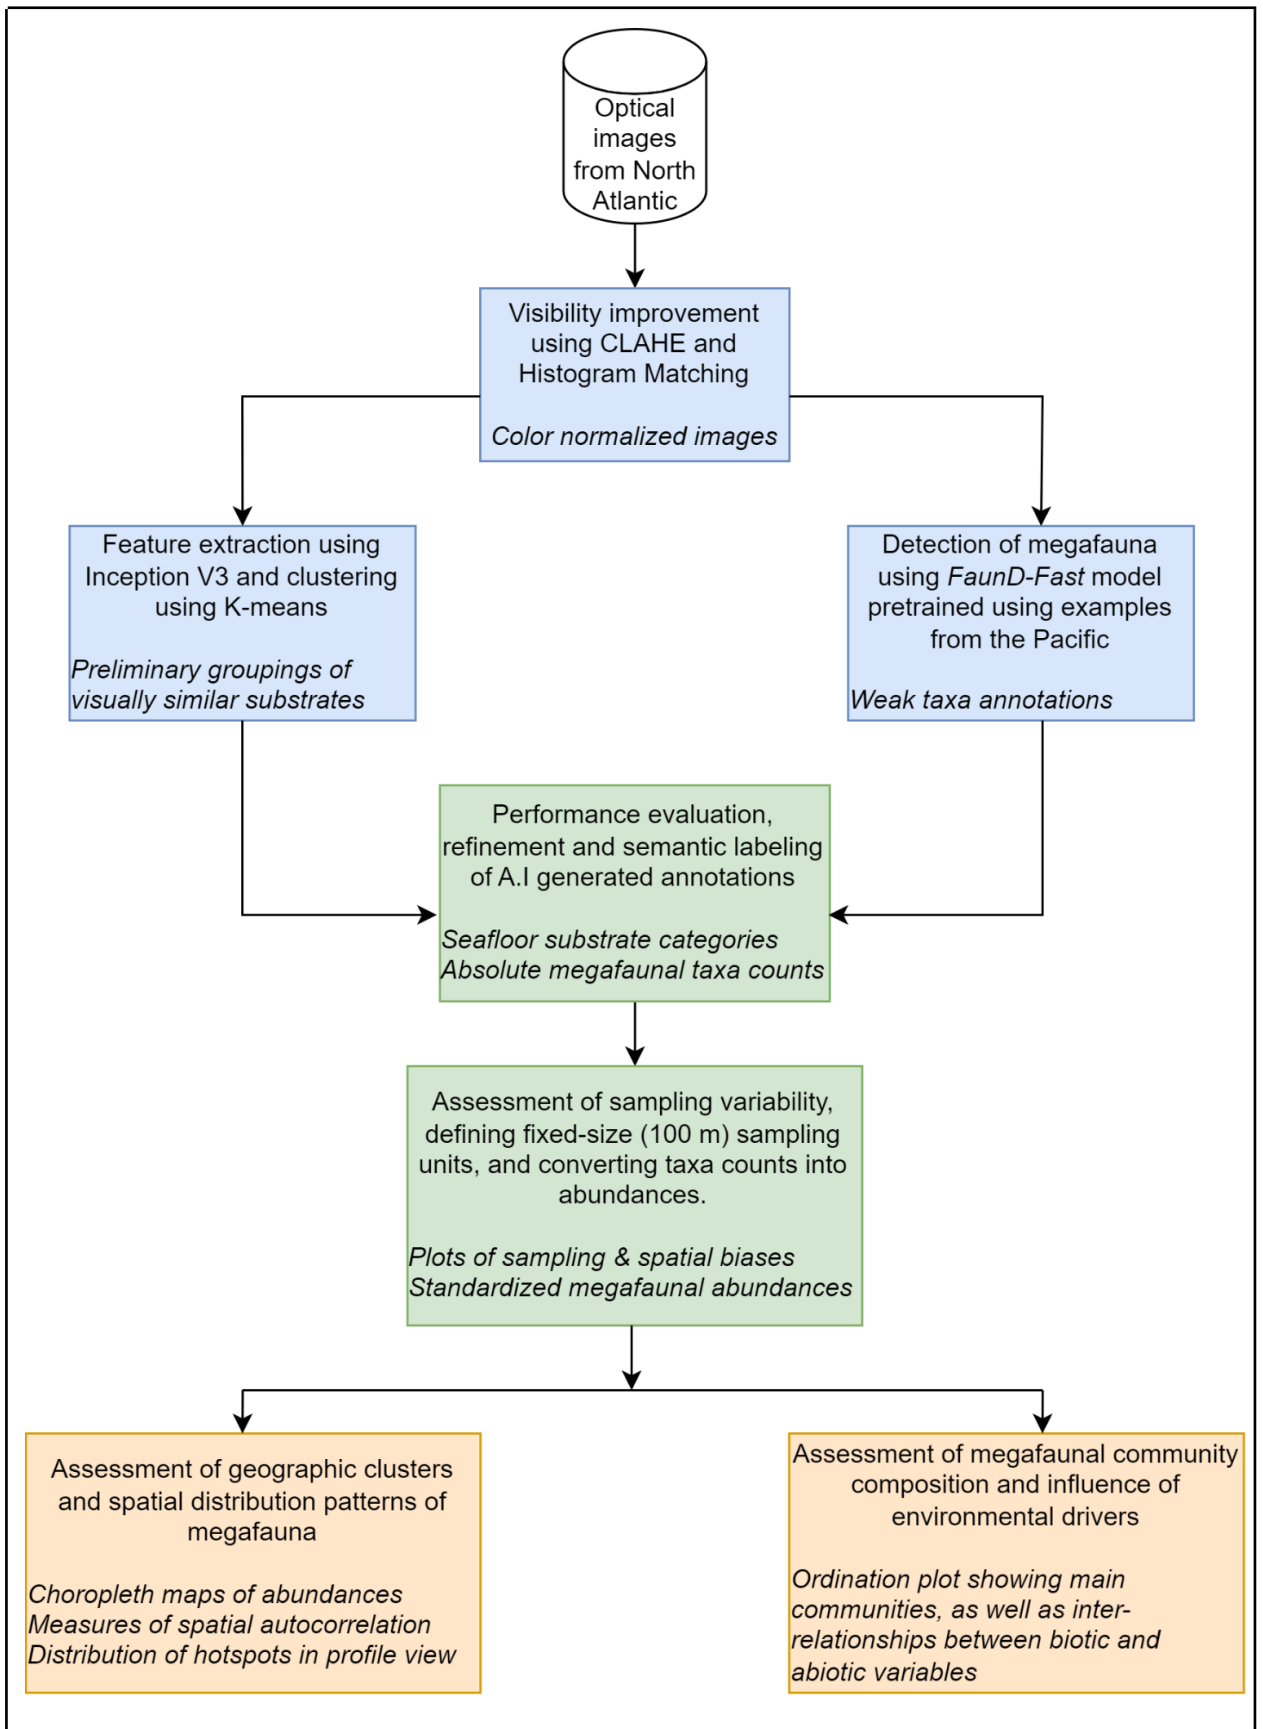 Optical
images
from North
Atlantic
Visibility improvement
using CLAHE and
Histogram Matching
Color normalized images
Feature extraction using
Inception V3 and clustering
using K-means
Preliminary groupings of
visually similar substrates
Detection of megafauna
using FaunD-Fast model
pretrained using examples
from the Pacific
Weak taxa annotations
Performance evaluation,
refinement and semantic labeling
of A.I generated annotations
Seafloor substrate categories
Absolute megafaunal taxa counts
Assessment of sampling variability,
defining fixed-size (100 m) sampling
units, and converting taxa counts into
abundances.
Plots of sampling & spatial biases
Standardized megafaunal abundances
Assessment of geographic clusters
and spatial distribution patterns of
megafauna
Choropleth maps of abundances
Measures of spatial autocorrelation
Distribution of hotspots in profile view
Assessment of megafaunal community
composition and influence of
environmental drivers
Ordination plot showing main
communities, as well as inter-
relationships between biotic and
abiotic variables